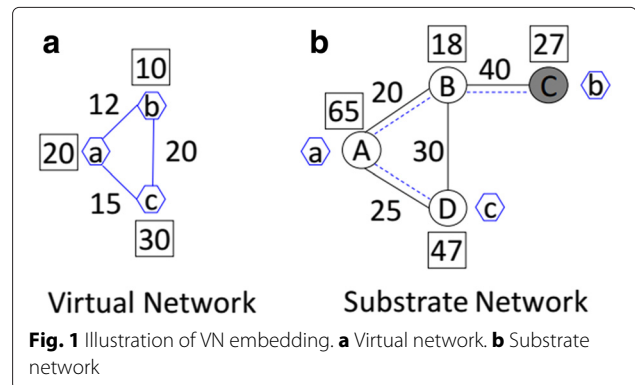 a
b
10
12
b
20
a
20
15
c
30
Virtual Network
18
27
40
B
C
b
20
65
a
A
30
25
D
c
47
Substrate Network
Fig. 1 Illustration of VN embedding. a Virtual network. b Substrate
network